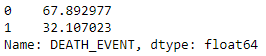 0    67.892977
1    32.107023
Name: DEATH_EVENT, dtype: float64